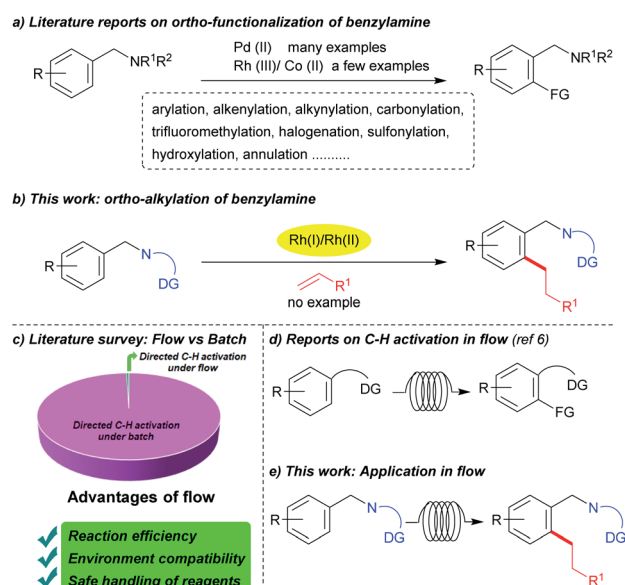 a) Literature reports on ortho-functionalization of benzylamine
Pd (II) many examples
Rh (III)/ Co (II) a few examples
R
NR¹R²
R
NR¹R²
FG
arylation, alkenylation, alkynylation, carbonylation,
trifluoromethylation, halogenation, sulfonylation,
hydroxylation, annulation ..........
b) This work: ortho-alkylation of benzylamine
R
N
DG
Rh(I)/Rh(II)
R¹
no example
R
N
DG
R¹
c) Literature survey: Flow vs Batch
Directed C-H activation
under flow
Directed C-H activation
under batch
Advantages of flow
Reaction efficiency
Environment compatibility
Safe handling of reagents
d) Reports on C-H activation in flow (ref 6)
R
DG
R
DG
FG
e) This work: Application in flow
R
N
DG
R
N
DG
R¹